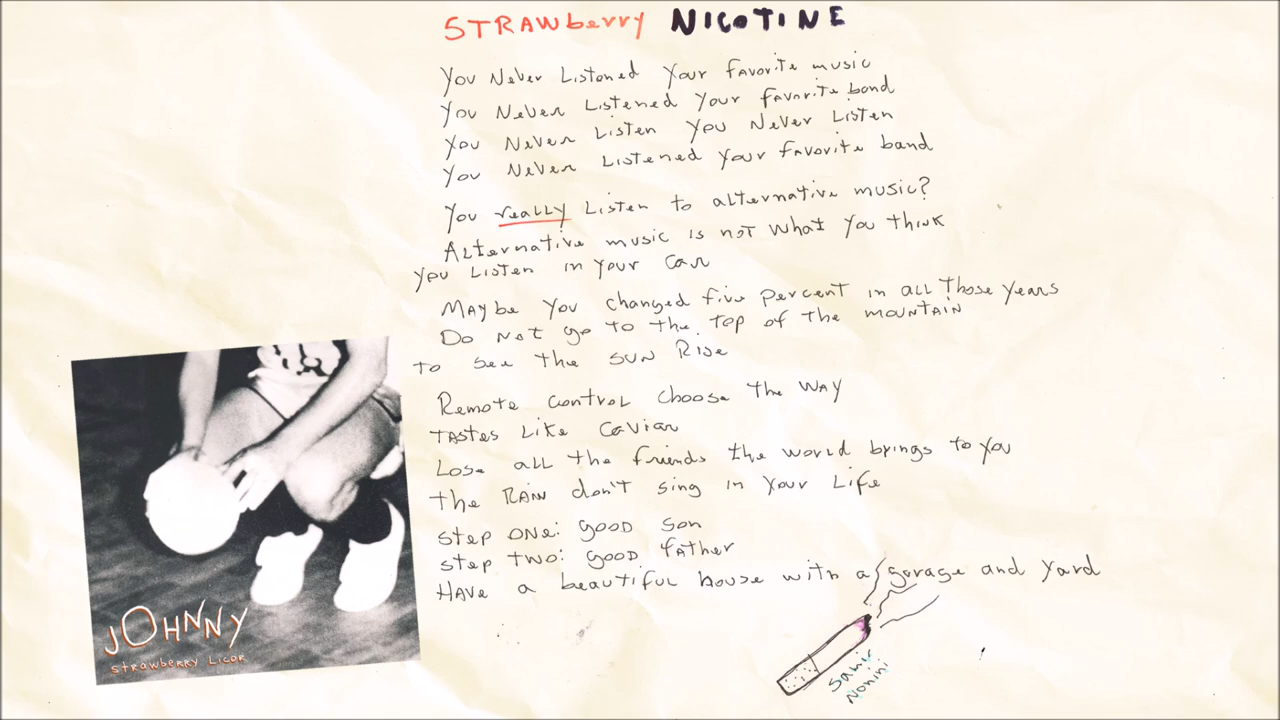 STRAWberry NICOTINE
You Never Listened Your favorite music
You Never Listened Your favorite band
You Never Listen You Never Listen
You Never Listened Your favorite band
You really Listen to alternative music?
Alternative music is not what you think
you Listen in your car
Maybe You changed five percent in all those years
Do not go to the top of the mountain
to see the sun Rise
Remote control choose the way
tastes Like caviar
Lose all the friends the world brings to you
the RAIN don't sing in your Life
step one: good son
step two: good father
Have a beautiful house with a garage and yard
JOHNNY
strawberry Licor
Samir
Nonini